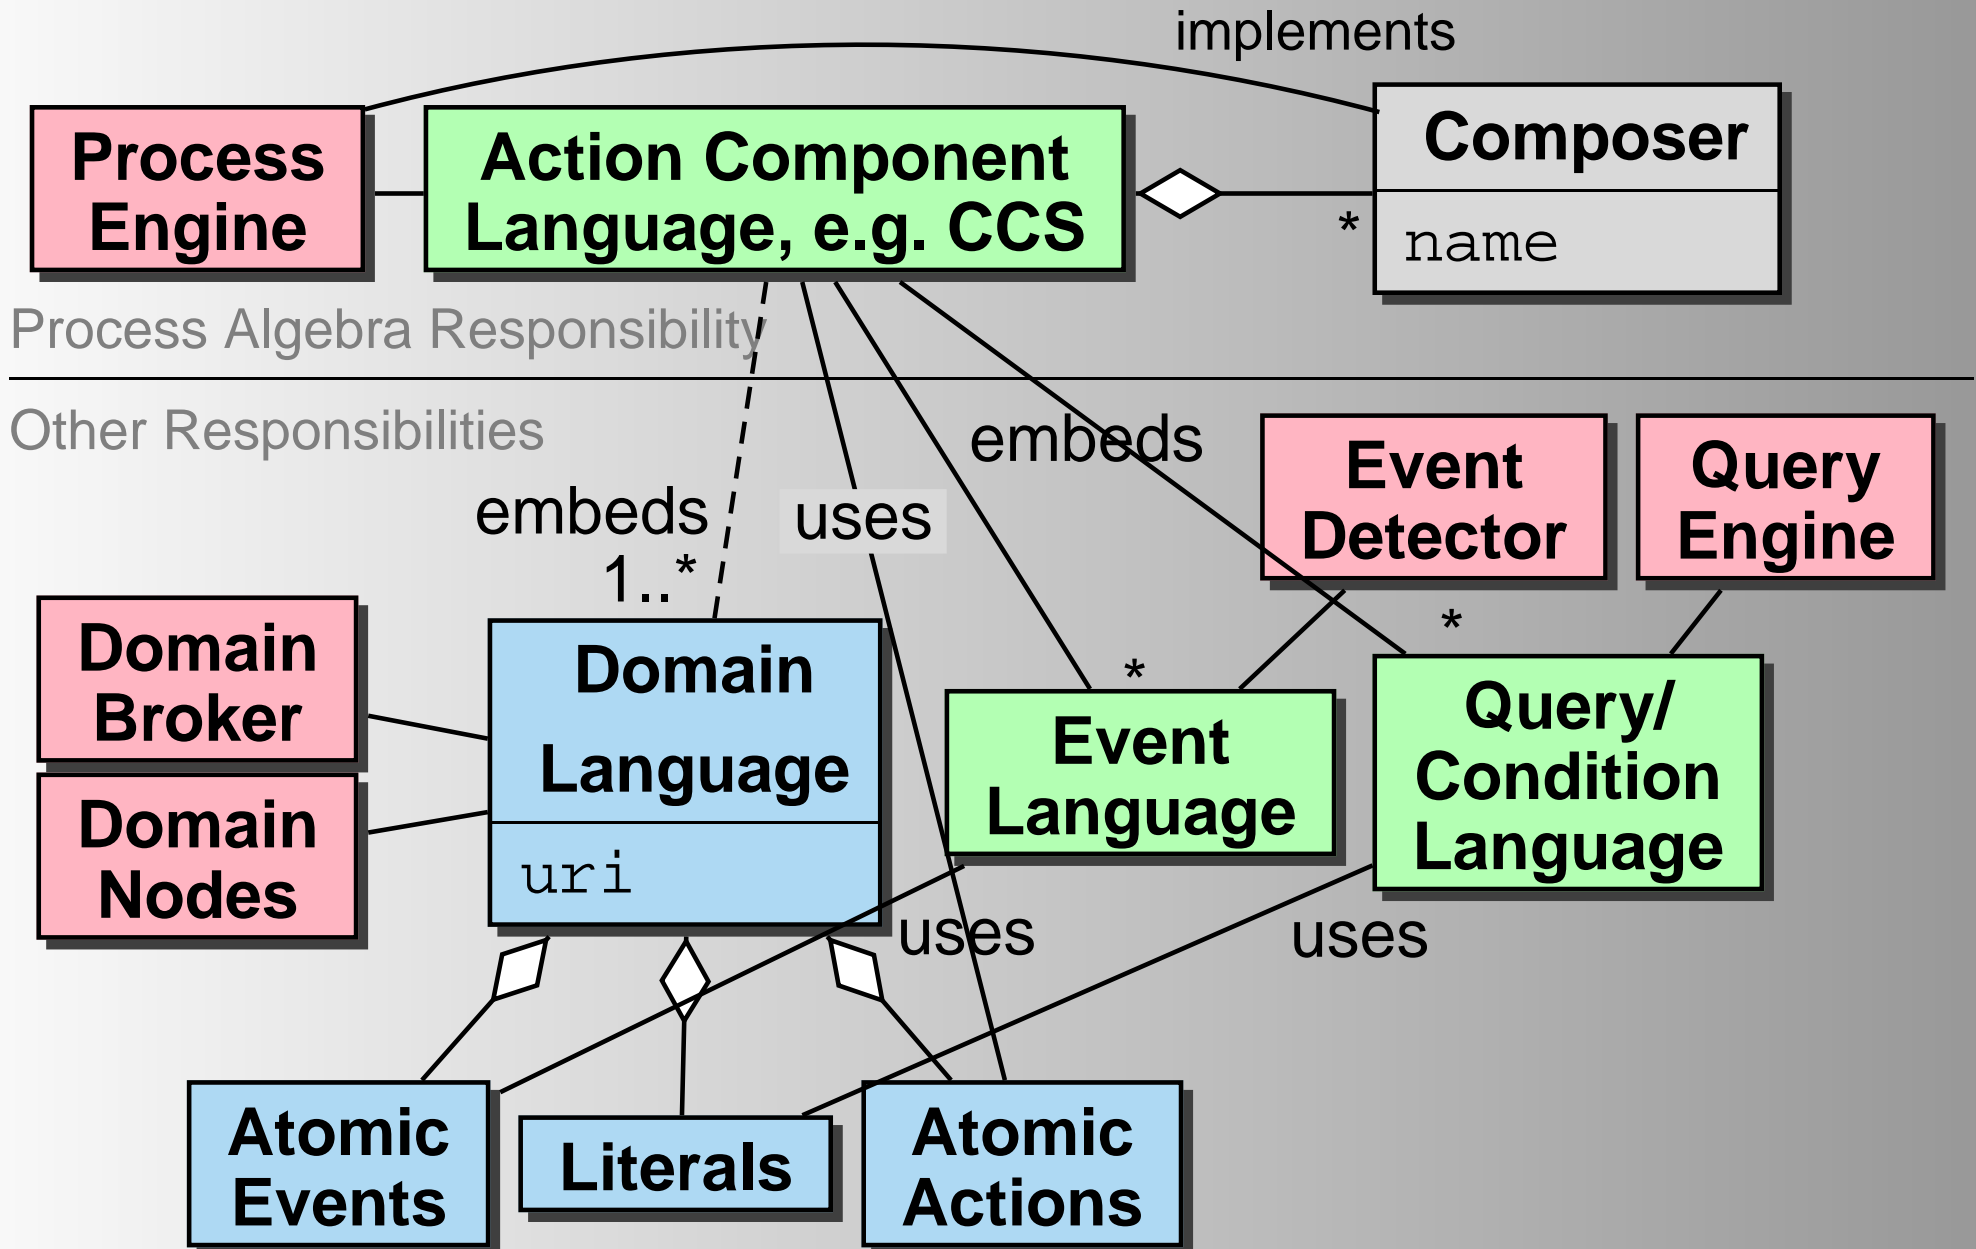 implements
Process
Engine
Action Component
Language, e.g. CCS
Composer
*
name
Process Algebra Responsibility
Other Responsibilities
embeds
Event
Detector
Query
Engine
embeds
1..*
uses
*
*
Domain
Broker
Domain
Nodes
Domain
Language
uri
Event
Language
Query/
Condition
Language
uses
uses
Atomic
Events
Literals
Atomic
Actions